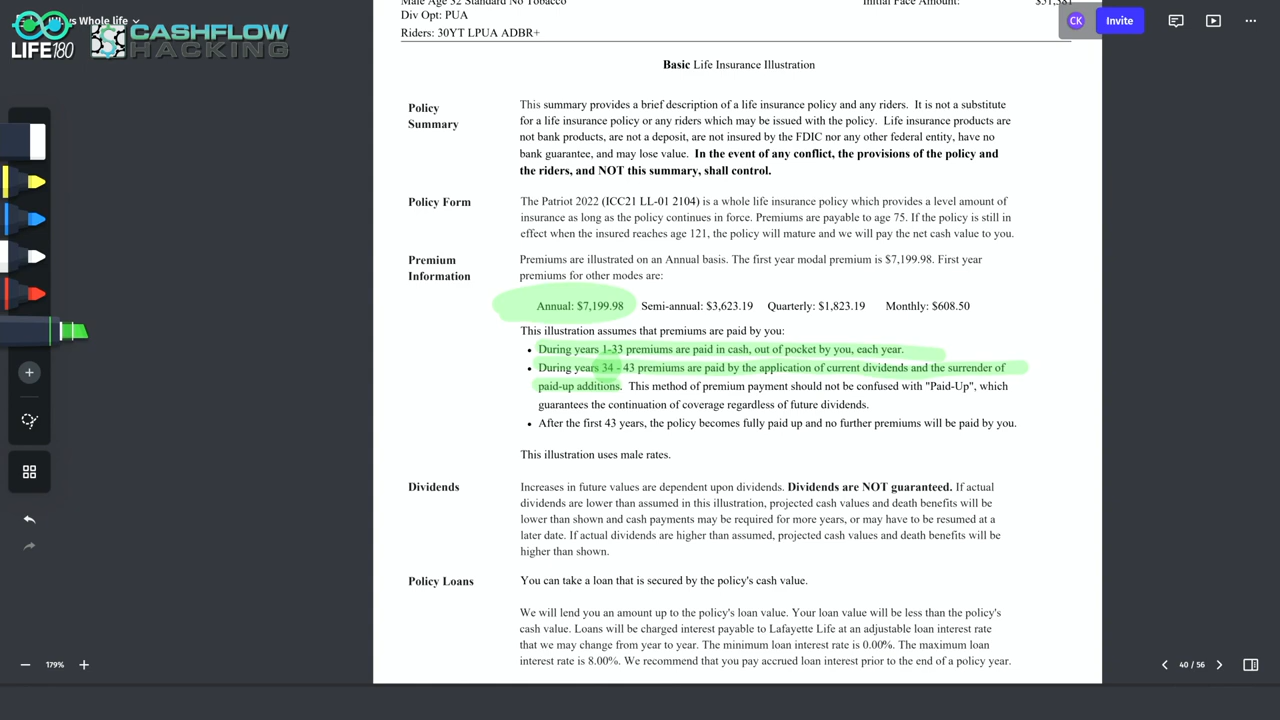 Whole life
LIFE180
CASHFLOW
HACKING
CK
Invite
Male Age 32 Standard No Tobacco
Initial Face Amount:
$51,381
Div Opt: PUA
Riders: 30YT LPUA ADBR+
Basic Life Insurance Illustration
Policy Summary
This summary provides a brief description of a life insurance policy and any riders. It is not a substitute
for a life insurance policy or any riders which may be issued with the policy. Life insurance products are
not bank products, are not a deposit, are not insured by the FDIC nor any other federal entity, have no
bank guarantee, and may lose value. In the event of any conflict, the provisions of the policy and
the riders, and NOT this summary, shall control.
Policy Form
The Patriot 2022 (ICC21 LL-01 2104) is a whole life insurance policy which provides a level amount of
insurance as long as the policy continues in force. Premiums are payable to age 75. If the policy is still in
effect when the insured reaches age 121, the policy will mature and we will pay the net cash value to you.
Premium Information
Premiums are illustrated on an Annual basis. The first year modal premium is $7,199.98. First year
premiums for other modes are:
Annual: $7,199.98 Semi-annual: $3,623.19 Quarterly: $1,823.19 Monthly: $608.50
This illustration assumes that premiums are paid by you:
• During years 1-33 premiums are paid in cash, out of pocket by you, each year.
• During years 34 - 43 premiums are paid by the application of current dividends and the surrender of
paid-up additions. This method of premium payment should not be confused with "Paid-Up", which
guarantees the continuation of coverage regardless of future dividends.
• After the first 43 years, the policy becomes fully paid up and no further premiums will be paid by you.
This illustration uses male rates.
Dividends
Increases in future values are dependent upon dividends. Dividends are NOT guaranteed. If actual
dividends are lower than assumed in this illustration, projected cash values and death benefits will be
lower than shown and cash payments may be required for more years, or may have to be resumed at a
later date. If actual dividends are higher than assumed, projected cash values and death benefits will be
higher than shown.
Policy Loans
You can take a loan that is secured by the policy's cash value.
We will lend you an amount up to the policy's loan value. Your loan value will be less than the policy's
cash value. Loans will be charged interest payable to Lafayette Life at an adjustable loan interest rate
that we may change from year to year. The minimum loan interest rate is 0.00%. The maximum loan
interest rate is 8.00%. We recommend that you pay accrued loan interest prior to the end of a policy year.
179%
40 / 56